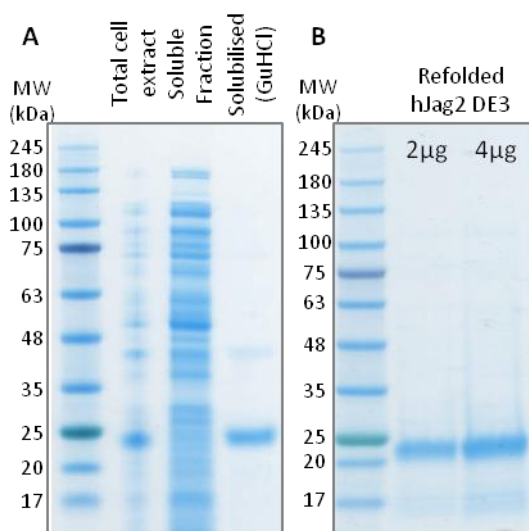 A
B
MW
(kDa)
Total cell
extract
Soluble
Fraction
Solubilised
(GuHCl)
245
180
135
100
75
63
48
35
25
20
17
MW
(kDa)
Refolded
hJag2 DE3
2µg 4µg
245
180
135
100
75
63
48
35
25
20
17